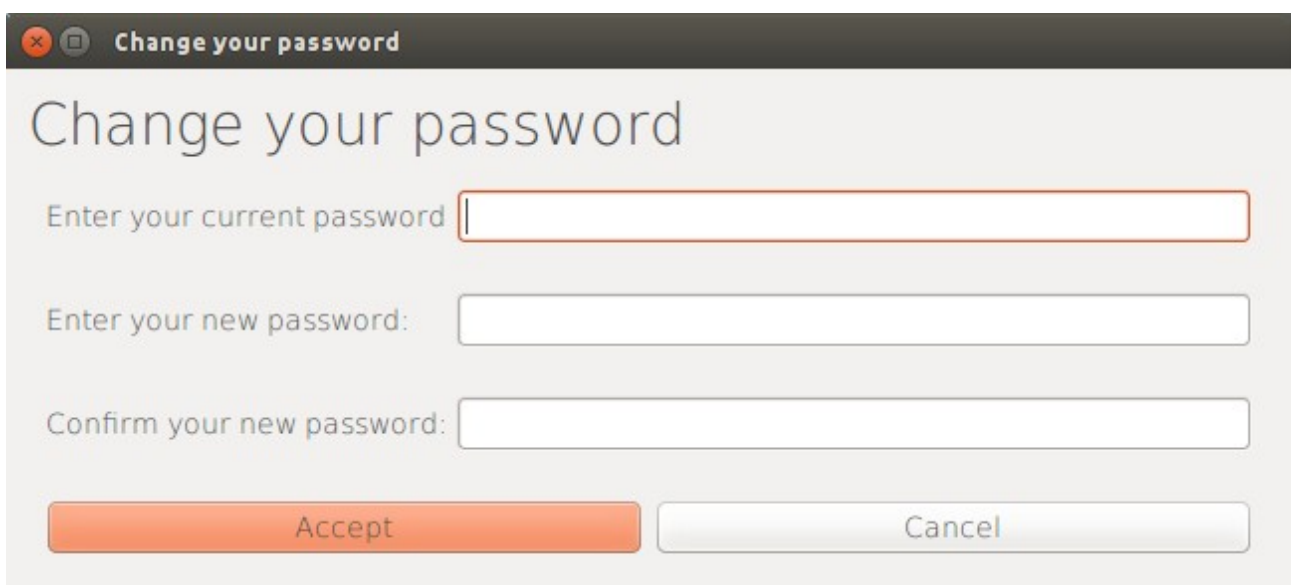 Change your password
Change your password
Enter your current password
Enter your new password:
Confirm your new password:
Accept
Cancel